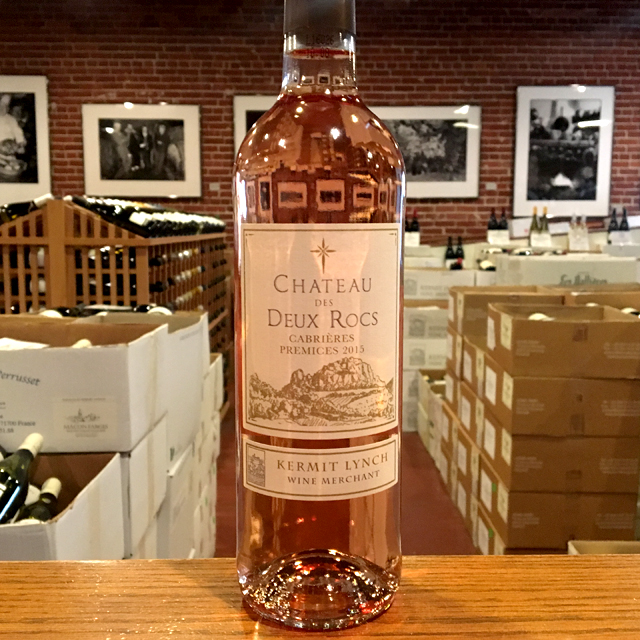 CHATEAU
DES
DEUX ROCS
CABRIÈRES
PREMICES 2015
KERMIT LYNCH
WINE MERCHANT